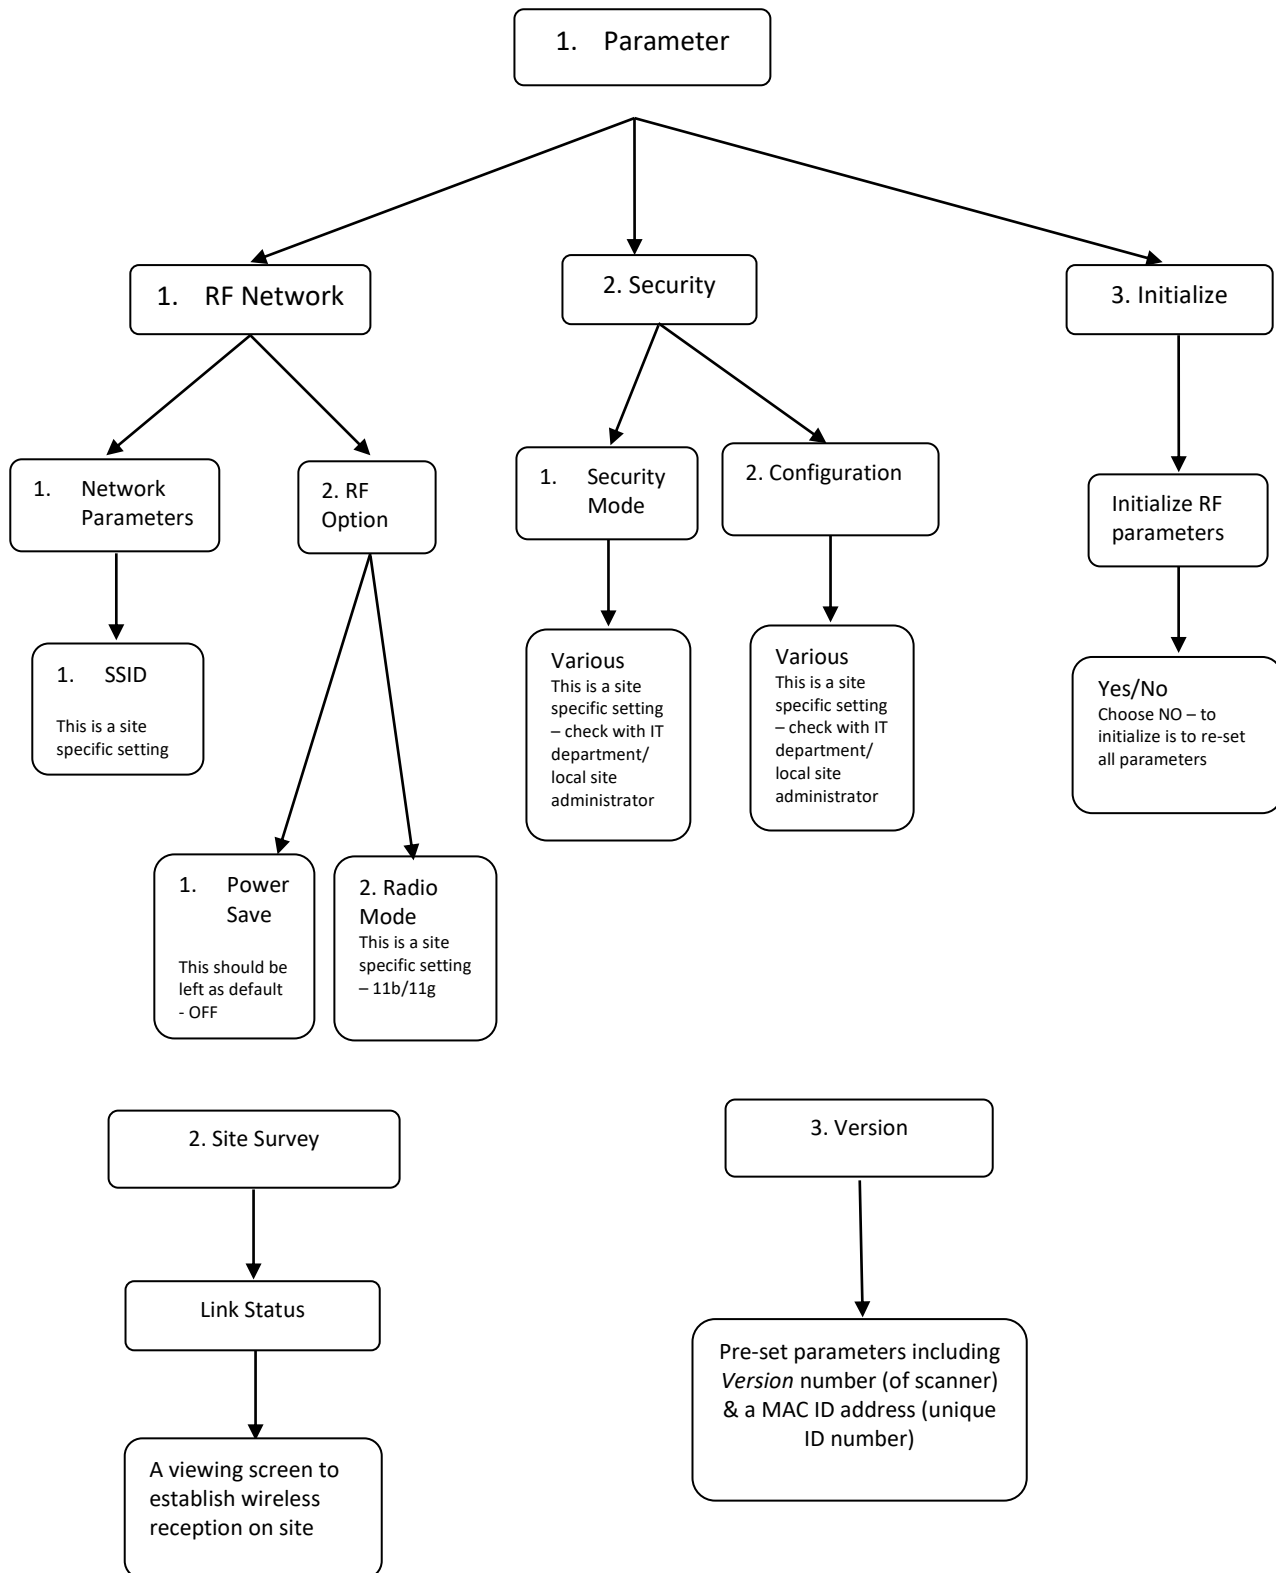 1. Parameter
1. RF Network
2. Security
3. Initialize
1. Network
Parameters
2. RF
Option
1. Security
Mode
2. Configuration
Initialize RF
parameters
1. SSID
This is a site
specific setting
Various
This is a site
specific setting
– check with IT
department/
local site
administrator
Various
This is a site
specific setting
– check with IT
department/
local site
administrator
Yes/No
Choose NO – to
initialize is to re-set
all parameters
1. Power
Save
This should be
left as default
- OFF
2. Radio
Mode
This is a site
specific setting
– 11b/11g
2. Site Survey
3. Version
Link Status
Pre-set parameters including
Version number (of scanner)
& a MAC ID address (unique
ID number)
A viewing screen to
establish wireless
reception on site